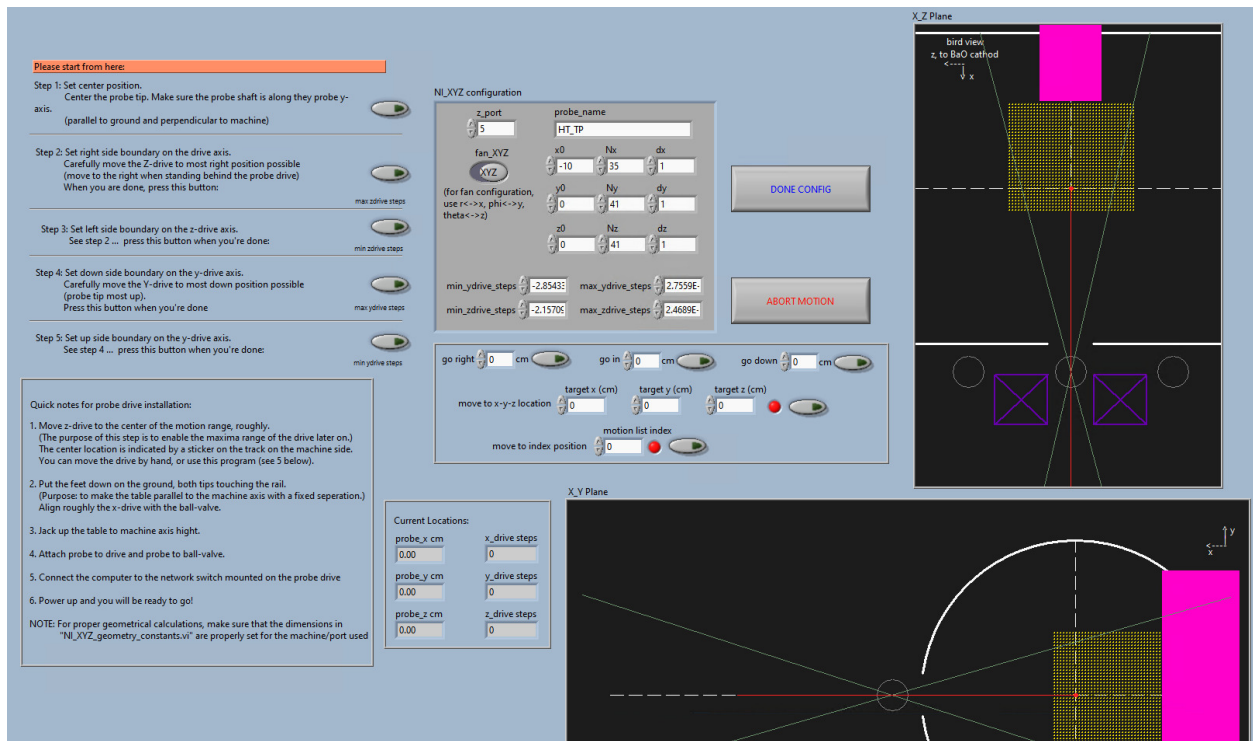 Please start from here:
Step 1: Set center position.
Center the probe tip. Make sure the probe shaft is along they probe y-
axis.
(parallel to ground and perpendicular to machine)
Step 2: Set right side boundary on the drive axis.
Carefully move the Z-drive to most right position possible
(move to the right when standing behind the probe drive)
When you are done, press this button:
max zdrive steps
Step 3: Set left side boundary on the z-drive axis.
See step 2 ... press this button when you're done:
min zdrive steps
Step 4: Set down side boundary on the y-drive axis.
Carefully move the Y-drive to most down position possible
(probe tip most up).
Press this button when you're done
max ydrive steps
Step 5: Set up side boundary on the y-drive axis.
See step 4 ... press this button when you're done:
min ydrive steps
Quick notes for probe drive installation:
1. Move z-drive to the center of the motion range, roughly.
(The purpose of this step is to enable the maxima range of the drive later on.)
The center location is indicated by a sticker on the track on the machine side.
You can move the drive by hand, or use this program (see 5 below).
2. Put the feet down on the ground, both tips touching the rail.
(Purpose: to make the table parallel to the machine axis with a fixed seperation.)
Align roughly the x-drive with the ball-valve.
3. Jack up the table to machine axis hight.
4. Attach probe to drive and probe to ball-valve.
5. Connect the computer to the network switch mounted on the probe drive
6. Power up and you will be ready to go!
NOTE: For proper geometrical calculations, make sure that the dimensions in
"NI_XYZ_geometry_constants.vi" are properly set for the machine/port used
NI_XYZ configuration
z_port probe_name
5 HT_TP
fan_XYZ x0 Nx dx
XYZ -10 35 1
(for fan configuration,
use r<->x, phi<->y,
theta<->z)
y0 Ny dy
0 41 1
z0 Nz dz
0 41 1
min_ydrive_steps -2.8543 max_ydrive_steps 2.7559E-
min_zdrive_steps -2.15709 max_zdrive_steps 2.4689E-
DONE CONFIG
ABORT MOTION
go right 0 cm go in 0 cm go down 0 cm
target x (cm) target y (cm) target z (cm)
move to x-y-z location 0 0 0
motion list index
move to index position 0
Current Locations:
probe_x cm x_drive steps
0.00 0
probe_y cm y_drive steps
0.00 0
probe_z cm z_drive steps
0.00 0
X_Z Plane
bird view
z, to BaO cathod
<----
x
X_Y Plane
y
<----
x